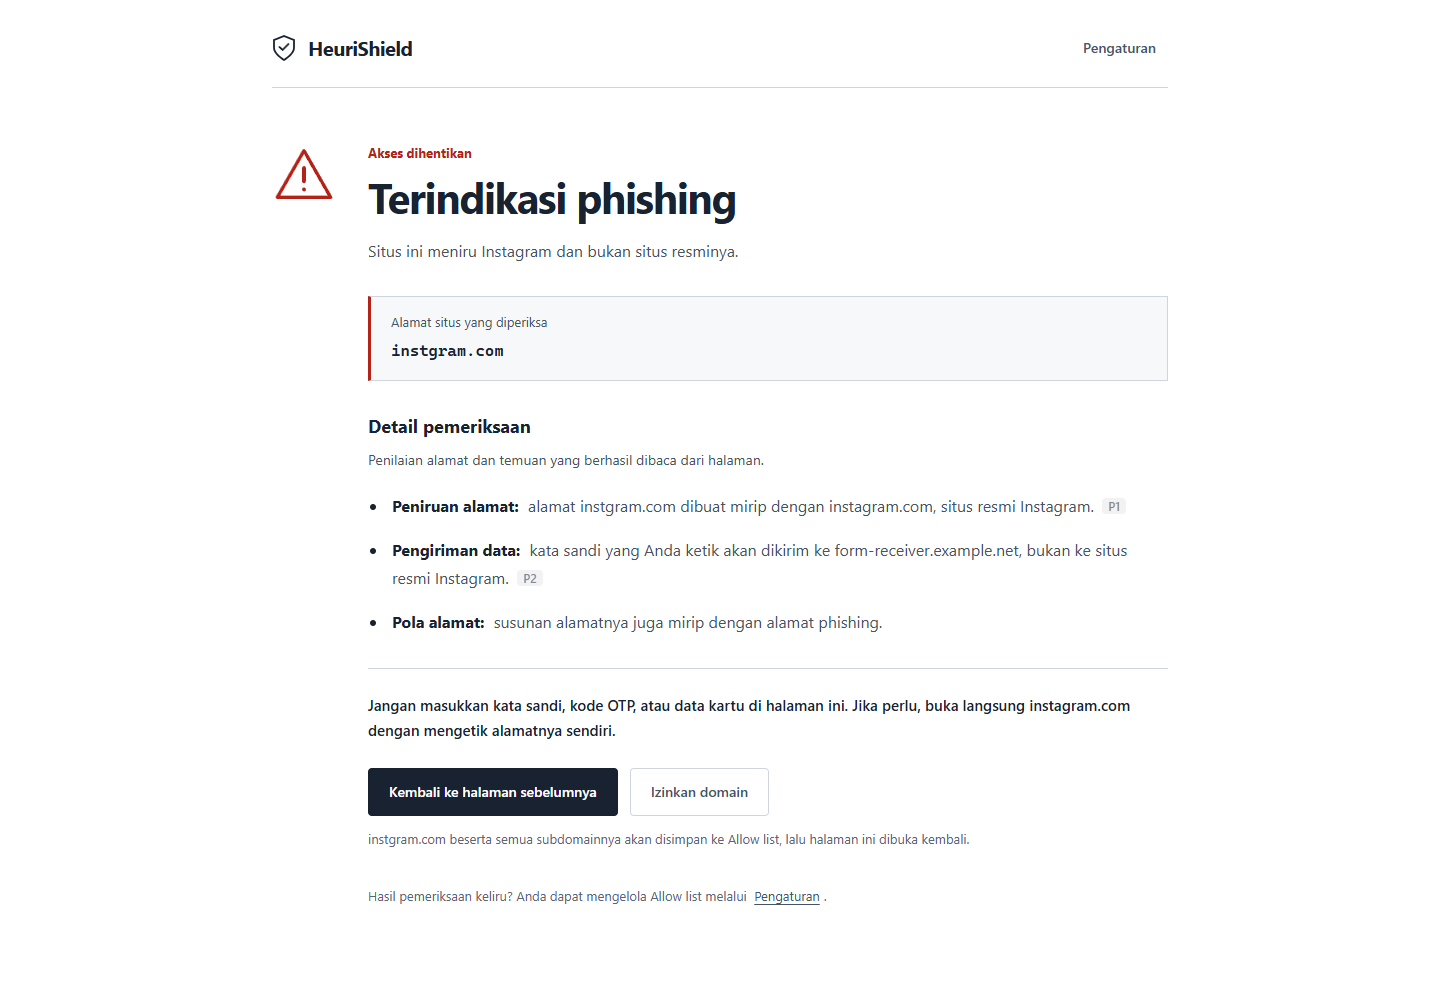 HeuriShield
Pengaturan
Akses dihentikan
Terindikasi phishing
Situs ini meniru Instagram dan bukan situs resminya.
Alamat situs yang diperiksa
instgram.com
Detail pemeriksaan
Penilaian alamat dan temuan yang berhasil dibaca dari halaman.
• Peniruan alamat: alamat instgram.com dibuat mirip dengan instagram.com, situs resmi Instagram. P1
• Pengiriman data: kata sandi yang Anda ketik akan dikirim ke form-receiver.example.net, bukan ke situs
resmi Instagram. P2
• Pola alamat: susunan alamatnya juga mirip dengan alamat phishing.
Jangan masukkan kata sandi, kode OTP, atau data kartu di halaman ini. Jika perlu, buka langsung instagram.com
dengan mengetik alamatnya sendiri.
Kembali ke halaman sebelumnya
Izinkan domain
instgram.com beserta semua subdomainnya akan disimpan ke Allow list, lalu halaman ini dibuka kembali.
Hasil pemeriksaan keliru? Anda dapat mengelola Allow list melalui Pengaturan .